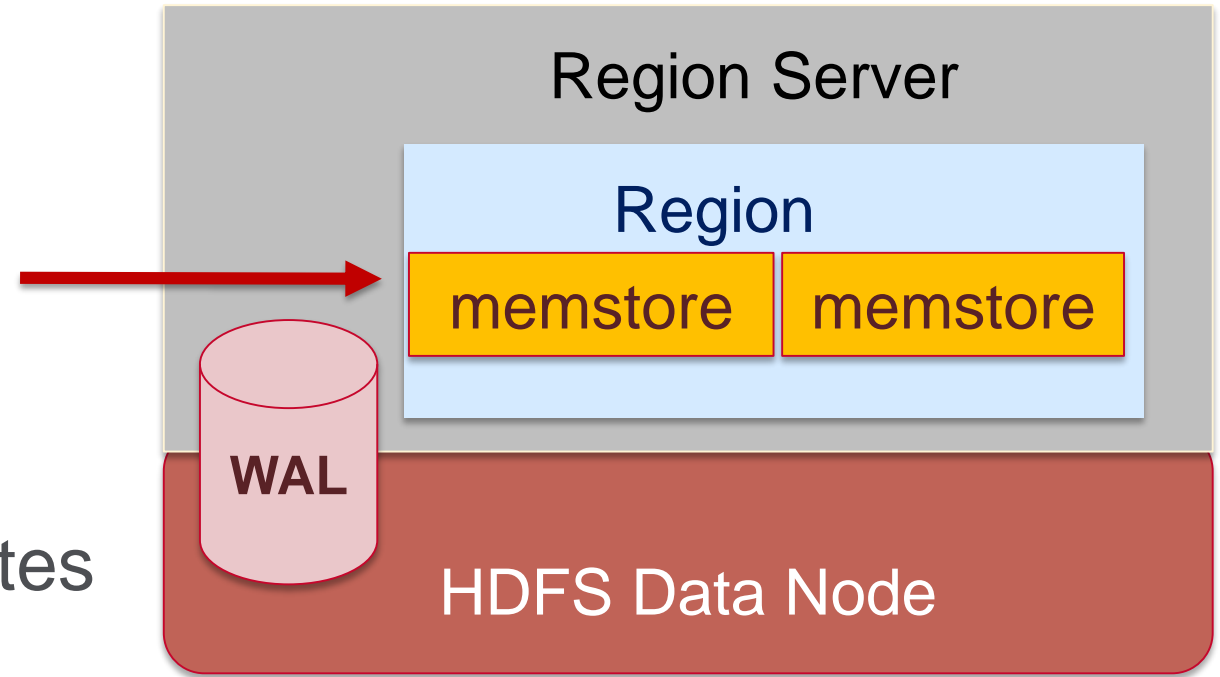 Region Server
Region
memstore memstore
WAL
tes
HDFS Data Node